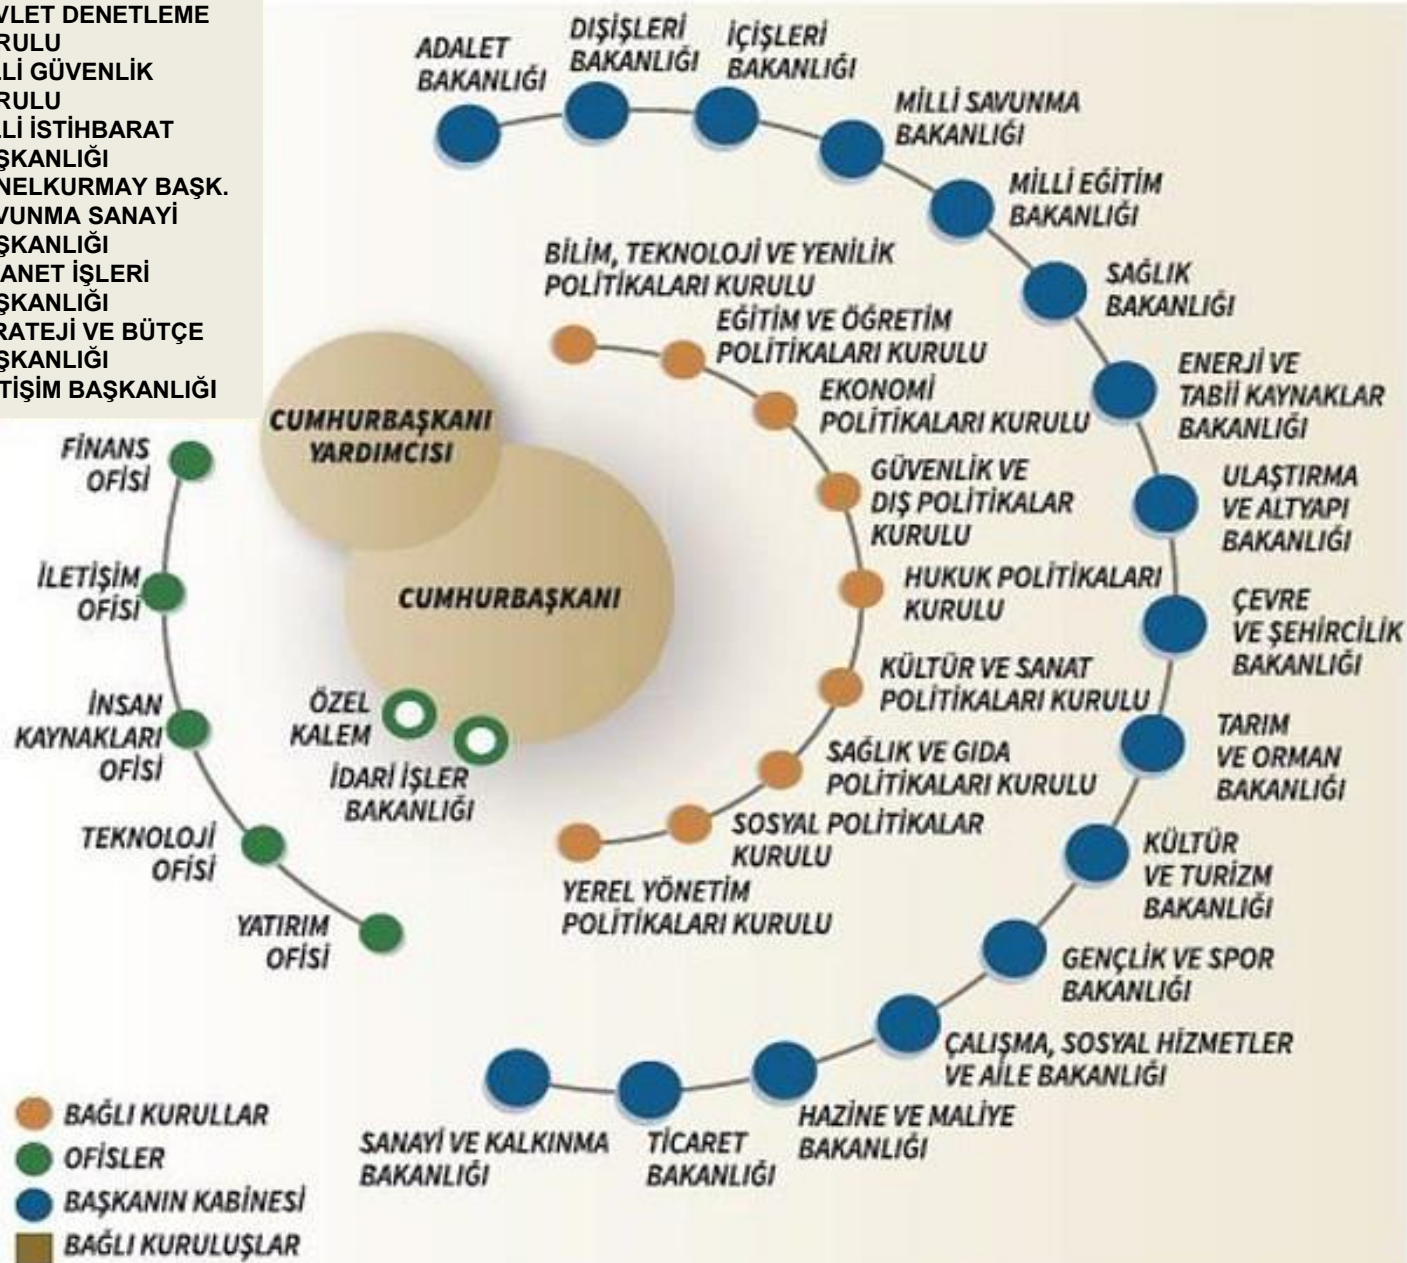 VLET DENETLEME
RULU
Lİ GÜVENLİK
RULU
Lİ İSTİHBARAT
ŞKANLIĞI
NELKURMAY BAŞK.
VUNMA SANAYİ
ŞKANLIĞI
ANET İŞLERİ
ŞKANLIĞI
RATEJİ VE BÜTÇE
ŞKANLIĞI
TİŞİM BAŞKANLIĞI
ADALET
BAKANLIĞI
DIŞİŞLERİ
BAKANLIĞI
İÇİŞLERİ
BAKANLIĞI
MİLLİ SAVUNMA
BAKANLIĞI
MİLLİ EĞİTİM
BAKANLIĞI
SAĞLIK
BAKANLIĞI
ENERJİ VE
TABİİ KAYNAKLAR
BAKANLIĞI
ULAŞTIRMA
VE ALTYAPI
BAKANLIĞI
ÇEVRE
VE ŞEHİRCİLİK
BAKANLIĞI
TARIM
VE ORMAN
BAKANLIĞI
KÜLTÜR
VE TURİZM
BAKANLIĞI
GENÇLİK VE SPOR
BAKANLIĞI
ÇALIŞMA, SOSYAL HİZMETLER
VE AİLE BAKANLIĞI
HAZİNE VE MALİYE
BAKANLIĞI
TİCARET
BAKANLIĞI
SANAYİ VE KALKINMA
BAKANLIĞI
BİLİM, TEKNOLOJİ VE YENİLİK
POLİTİKALARI KURULU
EĞİTİM VE ÖĞRETİM
POLİTİKALARI KURULU
EKONOMİ
POLİTİKALARI KURULU
GÜVENLİK VE
DIŞ POLİTİKALAR
KURULU
HUKUK POLİTİKALARI
KURULU
KÜLTÜR VE SANAT
POLİTİKALARI KURULU
SAĞLIK VE GIDA
POLİTİKALARI KURULU
SOSYAL POLİTİKALAR
KURULU
YEREL YÖNETİM
POLİTİKALARI KURULU
CUMHURBAŞKANI
YARDIMCISI
CUMHURBAŞKANI
ÖZEL
KALEM
İDARİ İŞLER
BAKANLIĞI
FİNANS
OFİSİ
İLETİŞİM
OFİSİ
İNSAN
KAYNAKLARI
OFİSİ
TEKNOLOJİ
OFİSİ
YATIRIM
OFİSİ
BAĞLI KURULLAR
OFİSLER
BAŞKANIN KABİNESİ
BAĞLI KURULUŞLAR